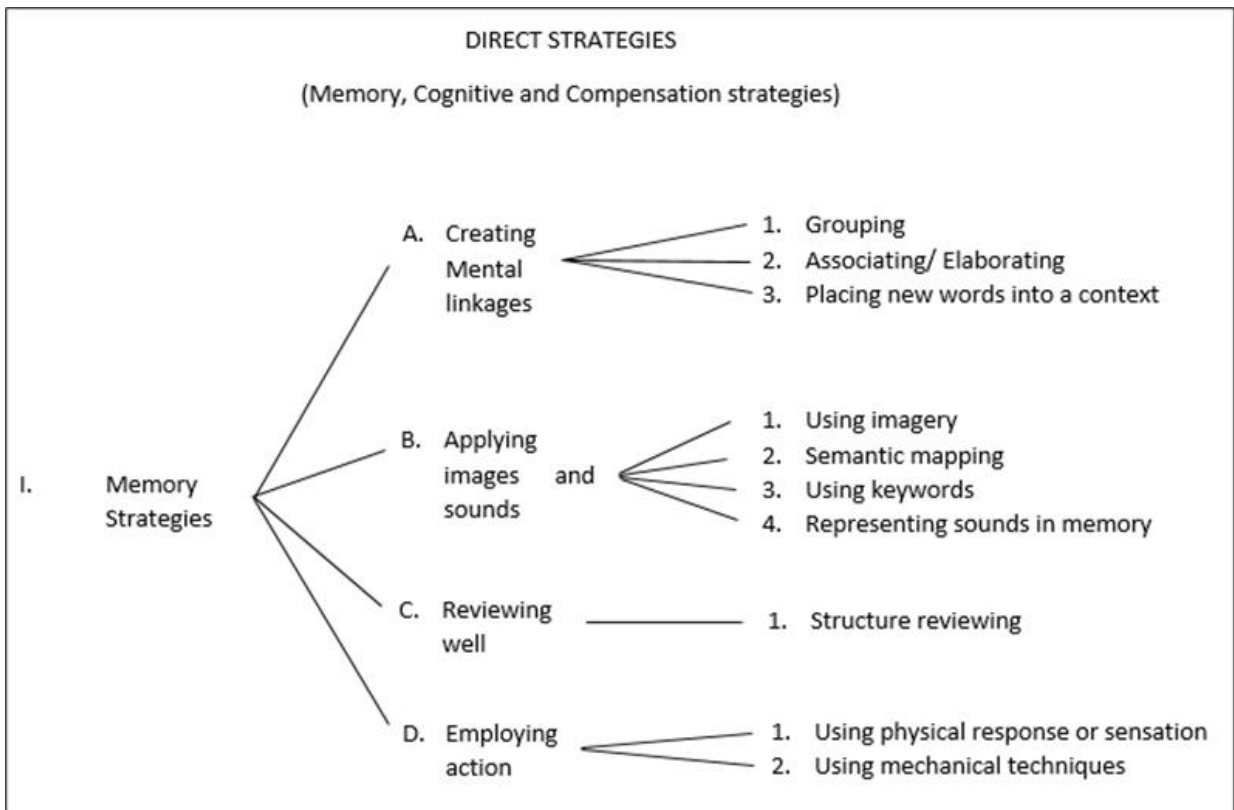 DIRECT STRATEGIES
(Memory, Cognitive and Compensation strategies)
A. Creating
Mental
linkages
1. Grouping
2. Associating/ Elaborating
3. Placing new words into a context
B. Applying
images and
sounds
1. Using imagery
2. Semantic mapping
3. Using keywords
4. Representing sounds in memory
I. Memory
Strategies
C. Reviewing
well
1. Structure reviewing
D. Employing
action
1. Using physical response or sensation
2. Using mechanical techniques